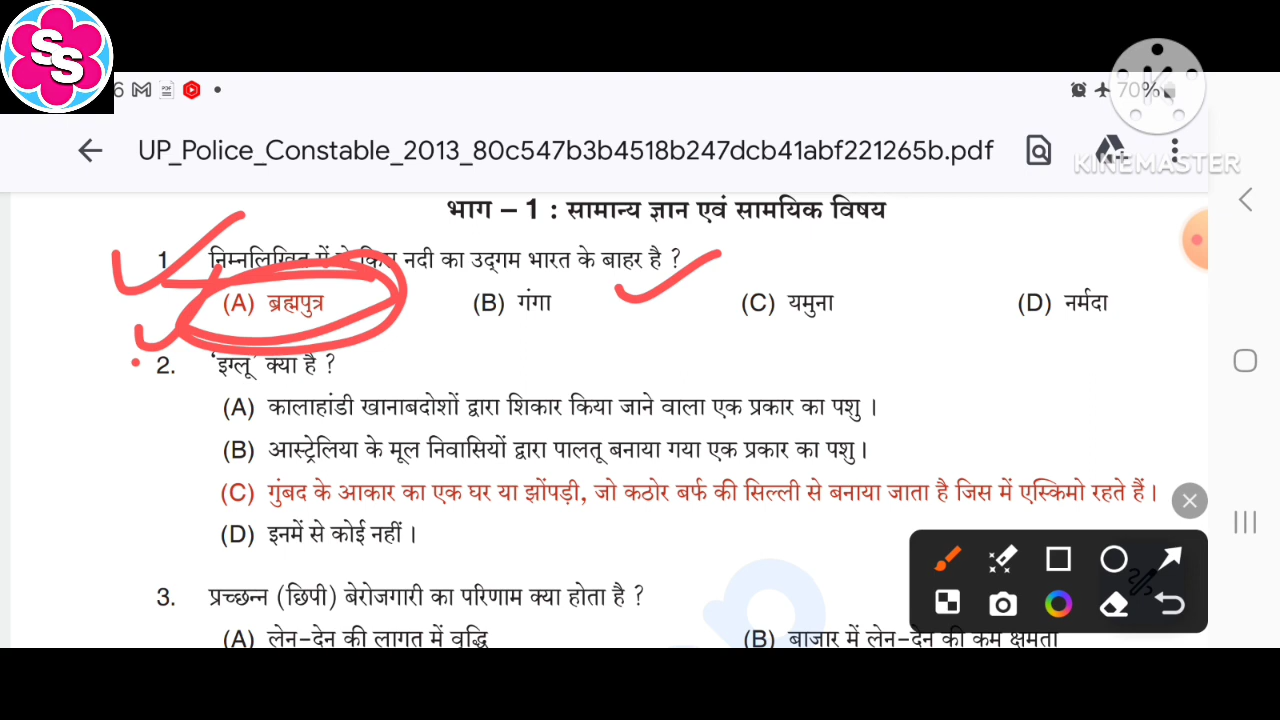 SS
6
70%
UP_Police_Constable_2013_80c547b3b4518b247dcb41abf221265b.pdf
KINEMASTER
भाग – 1 : सामान्य ज्ञान एवं सामयिक विषय
1 निम्नलिखित में से किस नदी का उद्गम भारत के बाहर है ?
(A) ब्रह्मपुत्र (B) गंगा (C) यमुना (D) नर्मदा
2. ‘इग्लू’ क्या है ?
(A) कालाहांडी खानाबदोशों द्वारा शिकार किया जाने वाला एक प्रकार का पशु ।
(B) आस्ट्रेलिया के मूल निवासियों द्वारा पालतू बनाया गया एक प्रकार का पशु ।
(C) गुंबद के आकार का एक घर या झोंपड़ी, जो कठोर बर्फ की सिल्ली से बनाया जाता है जिस में एस्किमो रहते हैं ।
(D) इनमें से कोई नहीं ।
3. प्रच्छन्न (छिपी) बेरोजगारी का परिणाम क्या होता है ?
(A) लेन-देन की लागत में वृद्धि (B) बाजार में लेन-देन की कम क्षमता